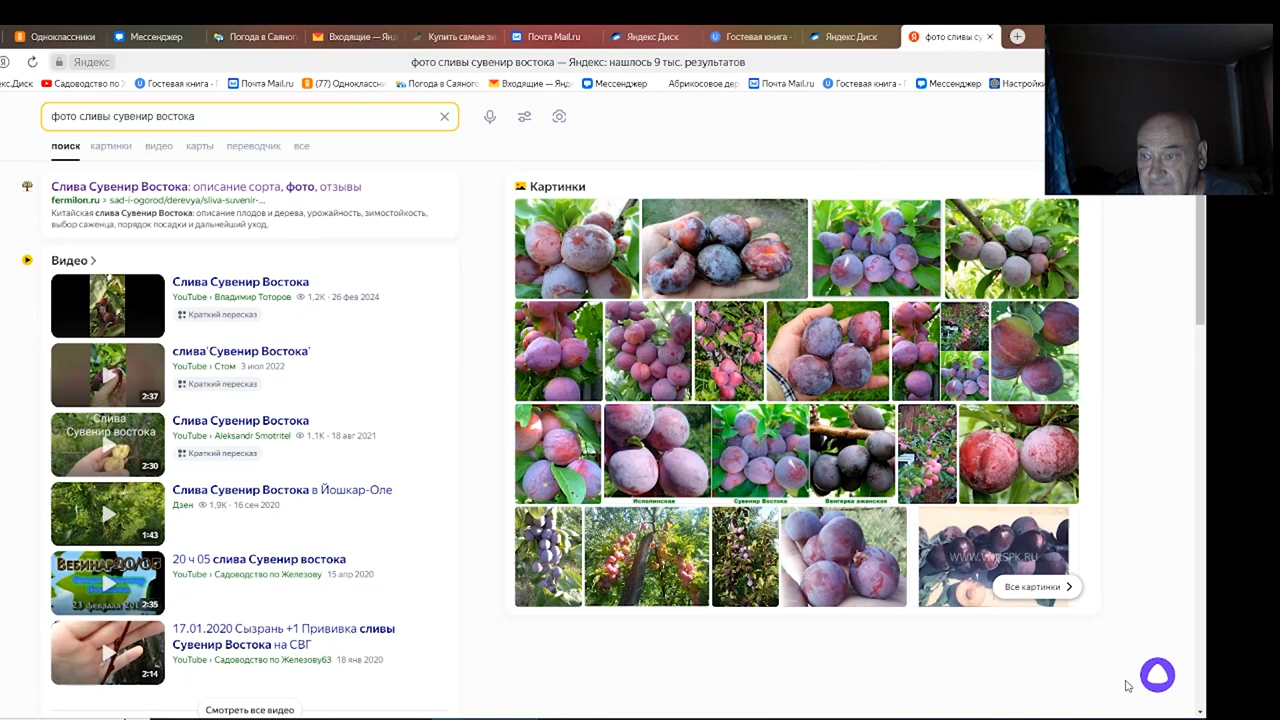 Одноклассники
Мессенджер
Погода в Саяног
Входящие — Янд
Купить самые зи
Почта Mail.ru
Яндекс Диск
Гостевая книга -
Яндекс Диск
фото сливы су
Яндекс
фото сливы сувенир востока — Яндекс: нашлось 9 тыс. результатов
кс.Диск
Садоводство по Ж
Гостевая книга - Г
Почта Mail.ru
(77) Одноклассн
Погода в Саяног
Входящие — Янд
Мессенджер
Абрикосовое дер
Почта Mail.ru
Гостевая книга - Г
Мессенджер
Настройки
фото сливы сувенир востока
поиск картинки видео карты переводчик все
Слива Сувенир Востока: описание сорта, фото, отзывы
fermilon.ru › sad-i-ogorod/derevya/sliva-suvenir-...
Китайская слива Сувенир Востока: описание плодов и дерева, урожайность, зимостойкость,
выбор саженца, порядок посадки и дальнейший уход.
Видео
Слива Сувенир Востока
YouTube › Владимир Тоторов 1,2K · 26 фев 2024
Краткий пересказ
слива'Сувенир Востока'
YouTube › Стом 3 июл 2022
Краткий пересказ
2:37
Слива
Сувенир востока
2:30
Слива Сувенир Востока
YouTube › Aleksandr Smotritel 1,1K · 18 авг 2021
Краткий пересказ
Слива Сувенир Востока в Йошкар-Оле
Дзен 1,9K · 16 сен 2020
1:43
20 ч 05 слива Сувенир востока
YouTube › Садоводство по Железову 15 апр 2020
Вебинар20/05
2:35
17.01.2020 Сызрань +1 Прививка сливы
Сувенир Востока на СВГ
YouTube › Садоводство по Железову63 18 янв 2020
2:14
Смотреть все видео
Картинки
Исполинская
Сувенир Востока
Венгерка ажанская
WWW.VNIISPK.RU
Все картинки